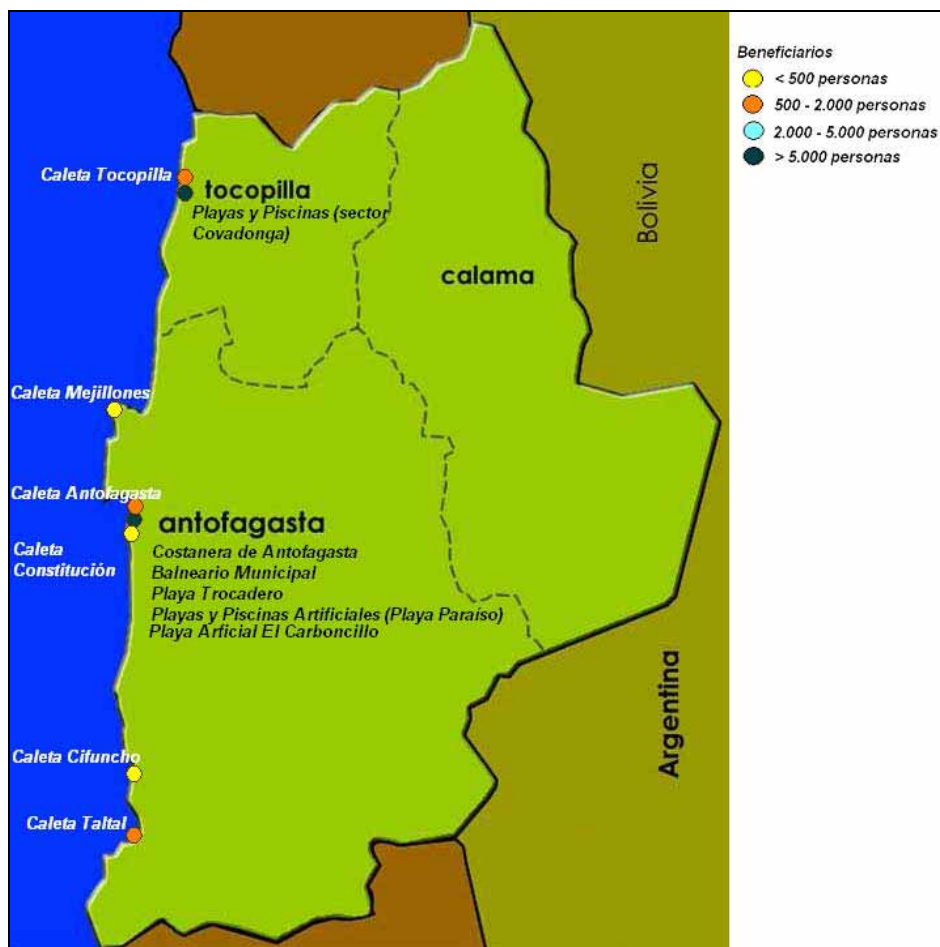 Beneficiarios
< 500 personas
500 - 2.000 personas
2.000 - 5.000 personas
> 5.000 personas
Caleta Tocopilla
tocopilla
Playas y Piscinas (sector
Covadonga)
Bolivia
calama
Caleta Mejillones
Caleta Antofagasta
antofagasta
Caleta
Constitución
Costanera de Antofagasta
Balneario Municipal
Playa Trocadero
Playas y Piscinas Artificiales (Playa Paraíso)
Playa Arficial El Carboncillo
Argentina
Caleta Cifuncho
Caleta Taltal